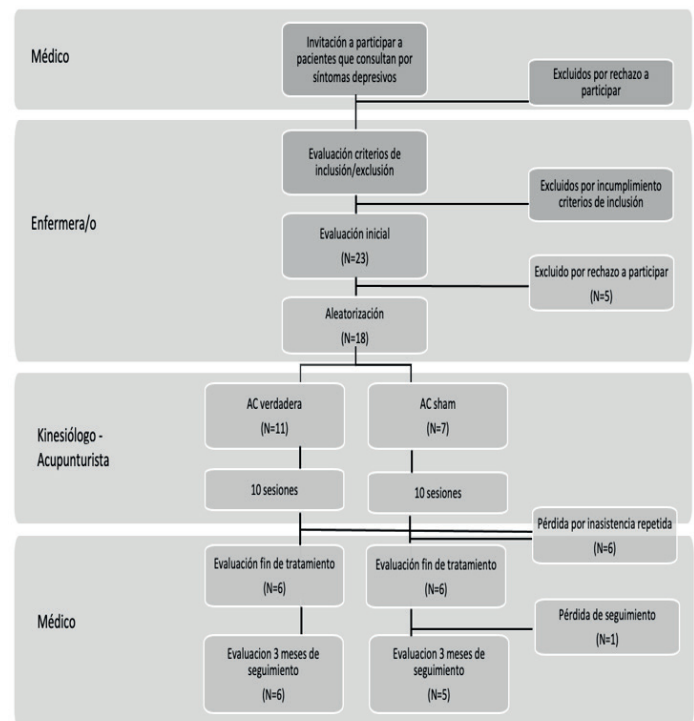 Médico
Invitación a participar a
pacientes que consultan por
síntomas depresivos
Excluidos por rechazo a
participar
Enfermera/o
Evaluación criterios de
inclusión/exclusión
Excluidos por incumplimiento
criterios de inclusión
Evaluación inicial
(N=23)
Excluido por rechazo a participar
(N=5)
Aleatorización
(N=18)
Kinesiólogo -
Acupunturista
AC verdadera
(N=11)
AC sham
(N=7)
10 sesiones
10 sesiones
Pérdida por inasistencia repetida
(N=6)
Médico
Evaluación fin de tratamiento
(N=6)
Evaluación fin de tratamiento
(N=6)
Pérdida de seguimiento
(N=1)
Evaluacion 3 meses de
seguimiento
(N=6)
Evaluacion 3 meses de
seguimiento
(N=5)